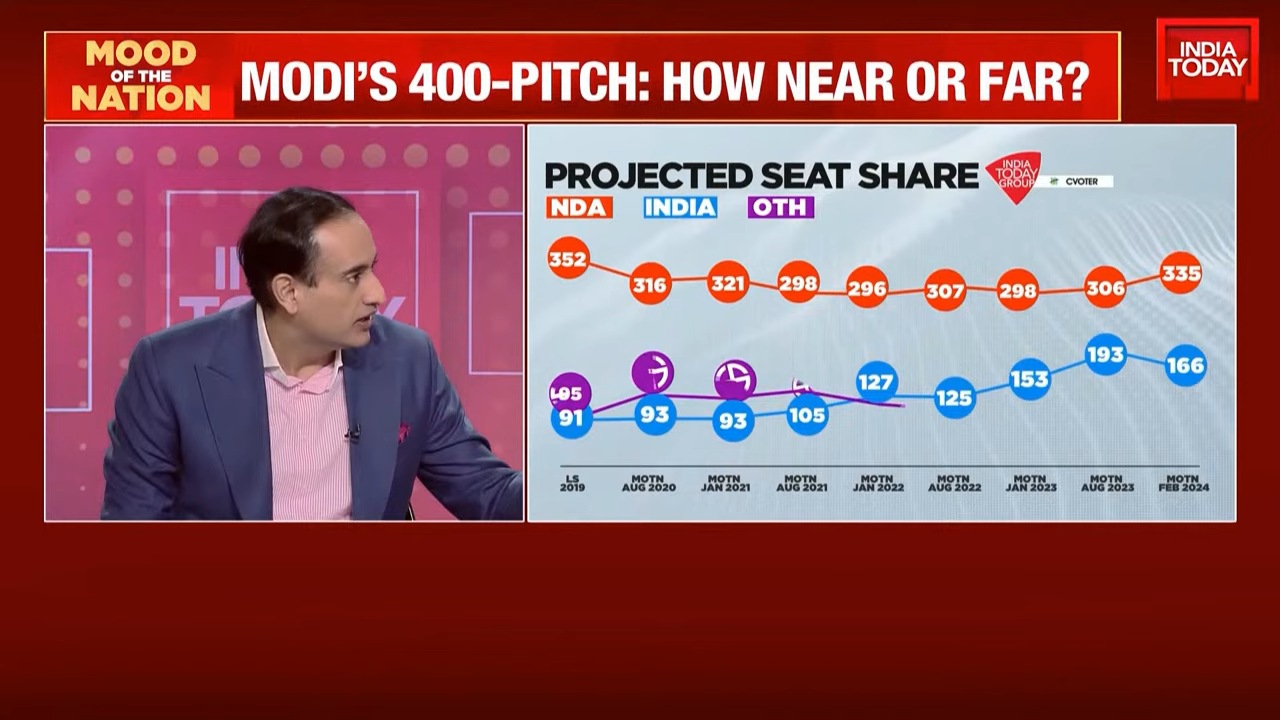 MOOD
OF THE
NATION
MODI'S 400-PITCH: HOW NEAR OR FAR?
INDIA
TODAY
PROJECTED SEAT SHARE
INDIA
TODAY
GROUP
CVOTER
NDA
INDIA
OTH
352
316
321
298
296
307
298
306
335
91
93
93
105
127
125
153
193
166
LS
2019
MOTN
AUG 2020
MOTN
JAN 2021
MOTN
AUG 2021
MOTN
JAN 2022
MOTN
AUG 2022
MOTN
JAN 2023
MOTN
AUG 2023
MOTN
FEB 2024